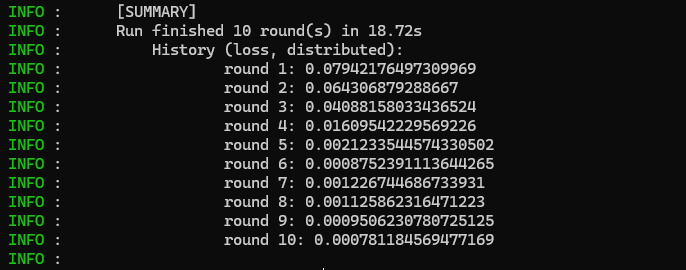 INFO :      [SUMMARY]
INFO :      Run finished 10 round(s) in 18.72s
INFO :          History (loss, distributed):
INFO :                  round 1: 0.07942176497309969
INFO :                  round 2: 0.064306879288667
INFO :                  round 3: 0.04088158033436524
INFO :                  round 4: 0.01609542229569226
INFO :                  round 5: 0.0021233544574330502
INFO :                  round 6: 0.0008752391113644265
INFO :                  round 7: 0.001226744686733931
INFO :                  round 8: 0.001125862316471223
INFO :                  round 9: 0.0009506230780725125
INFO :                  round 10: 0.000781184569477169
INFO :